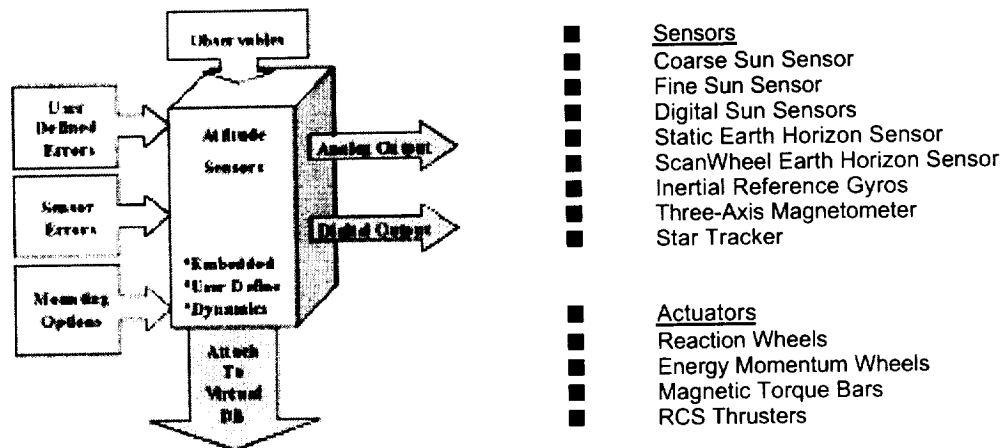 Observables
User
Defined
Errors
Sensor
Errors
Mounting
Options
Attitude
Sensors
*Embedded
*User Define
*Dynamics
Analog Output
Digital Output
Attach
To
Virtual
DB
■ Sensors
■ Coarse Sun Sensor
■ Fine Sun Sensor
■ Digital Sun Sensors
■ Static Earth Horizon Sensor
■ ScanWheel Earth Horizon Sensor
■ Inertial Reference Gyros
■ Three-Axis Magnetometer
■ Star Tracker
■ Actuators
■ Reaction Wheels
■ Energy Momentum Wheels
■ Magnetic Torque Bars
■ RCS Thrusters